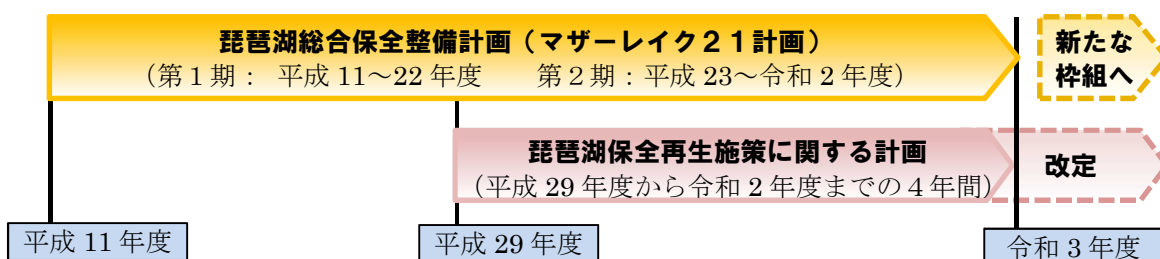 琵琶湖総合保全整備計画（マザーレイク２１計画）
（第１期： 平成 11～22 年度　　第２期：平成 23～令和 2 年度）
新たな
枠組へ
琵琶湖保全再生施策に関する計画
（平成 29 年度から令和 2 年度までの４年間）
改定
平成 11 年度
平成 29 年度
令和 3 年度